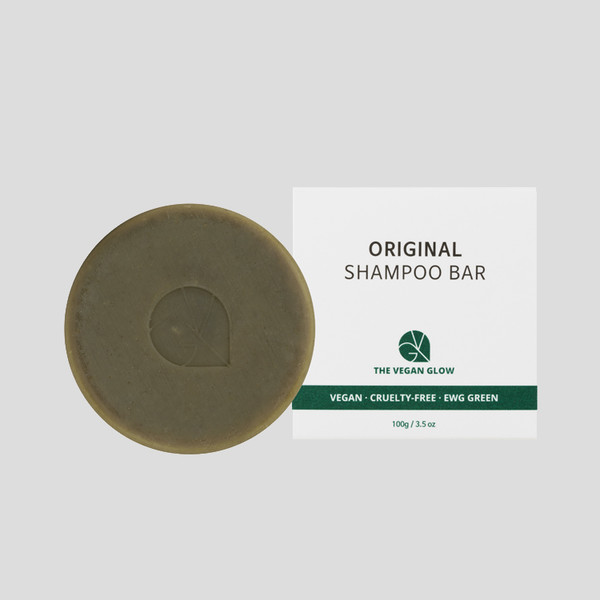 ORIGINAL
SHAMPOO BAR
THE VEGAN GLOW
VEGAN · CRUELTY-FREE · EWG GREEN
100g / 3.5 oz